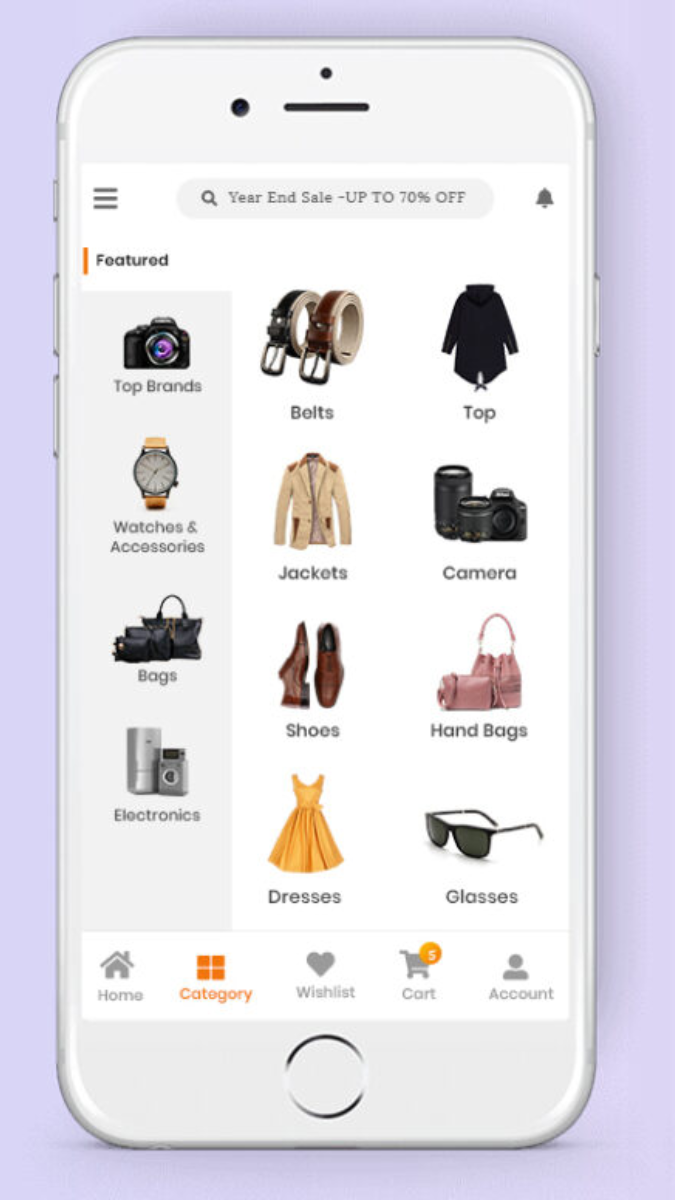 Year End Sale -UP TO 70% OFF
Featured
Top Brands
Watches &
Accessories
Bags
Electronics
Belts
Top
Jackets
Camera
Shoes
Hand Bags
Dresses
Glasses
Home
Category
Wishlist
5
Cart
Account